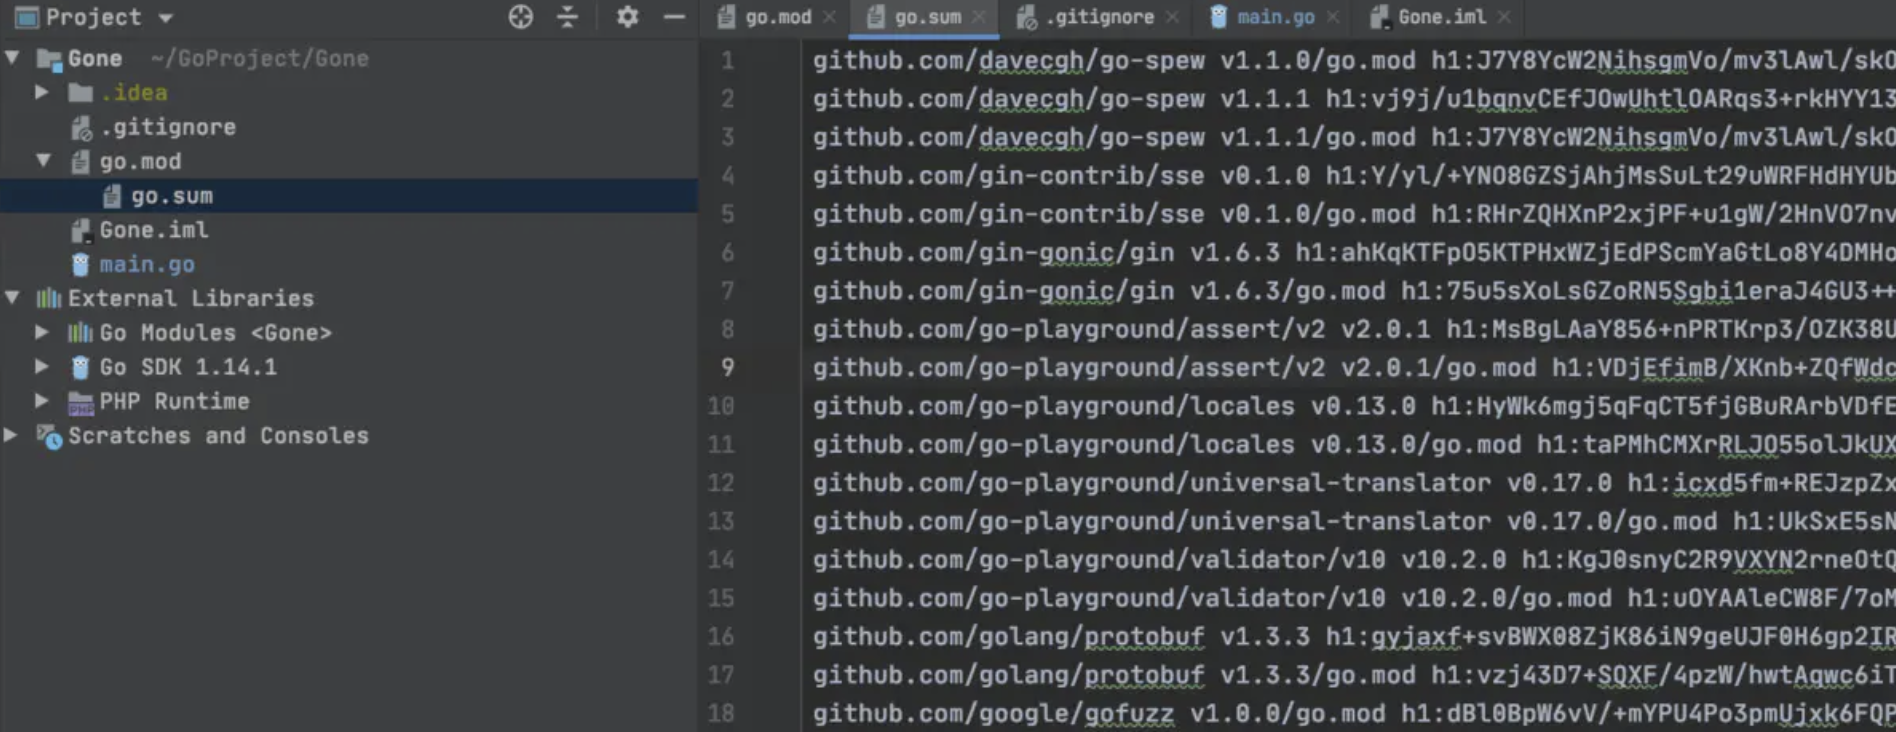 Project
Gone ~/GoProject/Gone
.idea
.gitignore
go.mod
go.sum
Gone.iml
main.go
External Libraries
Go Modules <Gone>
Go SDK 1.14.1
PHP Runtime
Scratches and Consoles
go.mod go.sum .gitignore main.go Gone.iml
1 github.com/davecgh/go-spew v1.1.0/go.mod h1:J7Y8YcW2NihsgmVo/mv3lAwl/skO
2 github.com/davecgh/go-spew v1.1.1 h1:vj9j/u1bqnvCEfJOwUhtlOARqs3+rkHYY13
3 github.com/davecgh/go-spew v1.1.1/go.mod h1:J7Y8YcW2NihsgmVo/mv3lAwl/skO
4 github.com/gin-contrib/sse v0.1.0 h1:Y/yl/+YNO8GZSjAhjMsSuLt29uWRFHdHYUb
5 github.com/gin-contrib/sse v0.1.0/go.mod h1:RHrZQHXnP2xjPF+u1gW/2HnVO7nv
6 github.com/gin-gonic/gin v1.6.3 h1:ahKqKTFpO5KTPHxWZjEdPScmYaGtLo8Y4DMHo
7 github.com/gin-gonic/gin v1.6.3/go.mod h1:75u5sXoLsGZoRN5Sgbi1eraJ4GU3++
8 github.com/go-playground/assert/v2 v2.0.1 h1:MsBgLAaY856+nPRTKrp3/OZK38U
9 github.com/go-playground/assert/v2 v2.0.1/go.mod h1:VDjEfimB/XKnb+ZQfWdc
10 github.com/go-playground/locales v0.13.0 h1:HyWk6mgj5qFqCT5fjGBuRArbVDfE
11 github.com/go-playground/locales v0.13.0/go.mod h1:taPMhCMXrRLJO55olJkUX
12 github.com/go-playground/universal-translator v0.17.0 h1:icxd5fm+REJzpZx
13 github.com/go-playground/universal-translator v0.17.0/go.mod h1:UkSxE5sN
14 github.com/go-playground/validator/v10 v10.2.0 h1:KgJ0snyC2R9VXYN2rneOtQ
15 github.com/go-playground/validator/v10 v10.2.0/go.mod h1:uOYAAleCW8F/7oM
16 github.com/golang/protobuf v1.3.3 h1:gyjaxf+svBWX08ZjK86iN9geUJF0H6gp2IR
17 github.com/golang/protobuf v1.3.3/go.mod h1:vzj43D7+SQXF/4pzW/hwtAqwc6iT
18 github.com/google/gofuzz v1.0.0/go.mod h1:dBl0BpW6vV/+mYPU4Po3pmUjxk6FQP